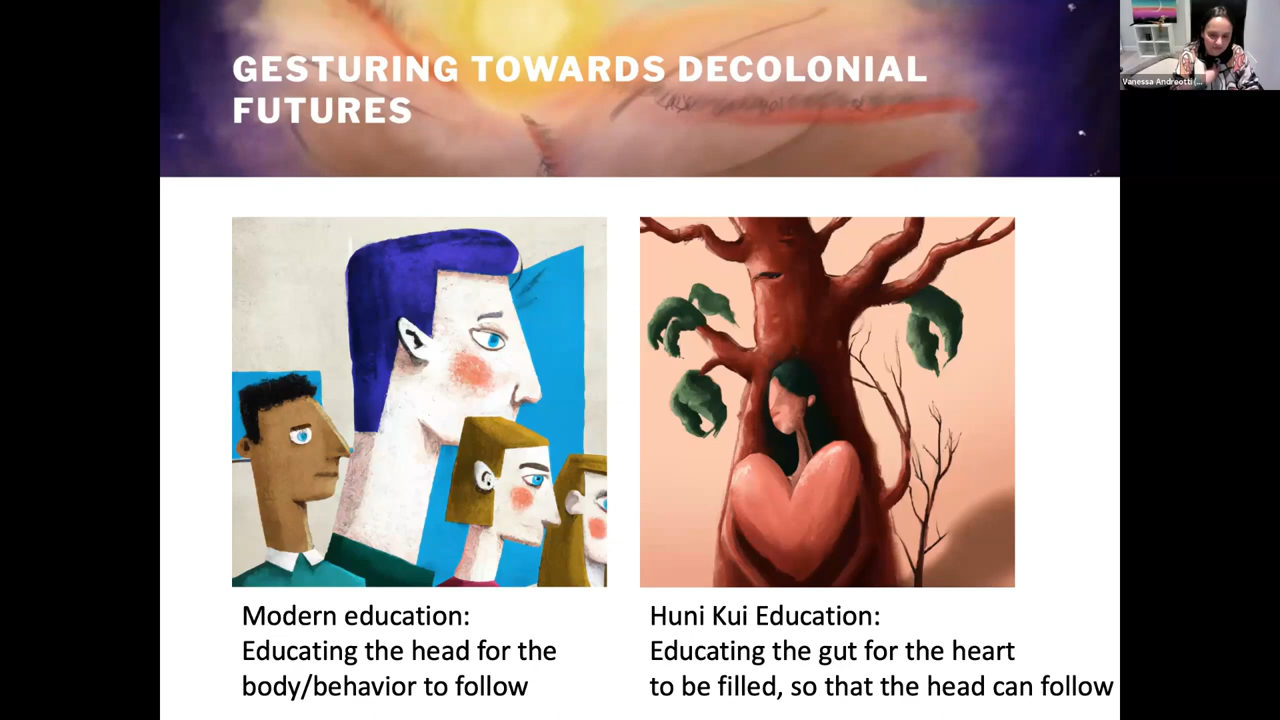 GESTURING TOWARDS DECOLONIAL
FUTURES
Vanessa Andreotti (...
Modern education:
Educating the head for the
body/behavior to follow
Huni Kui Education:
Educating the gut for the heart
to be filled, so that the head can follow